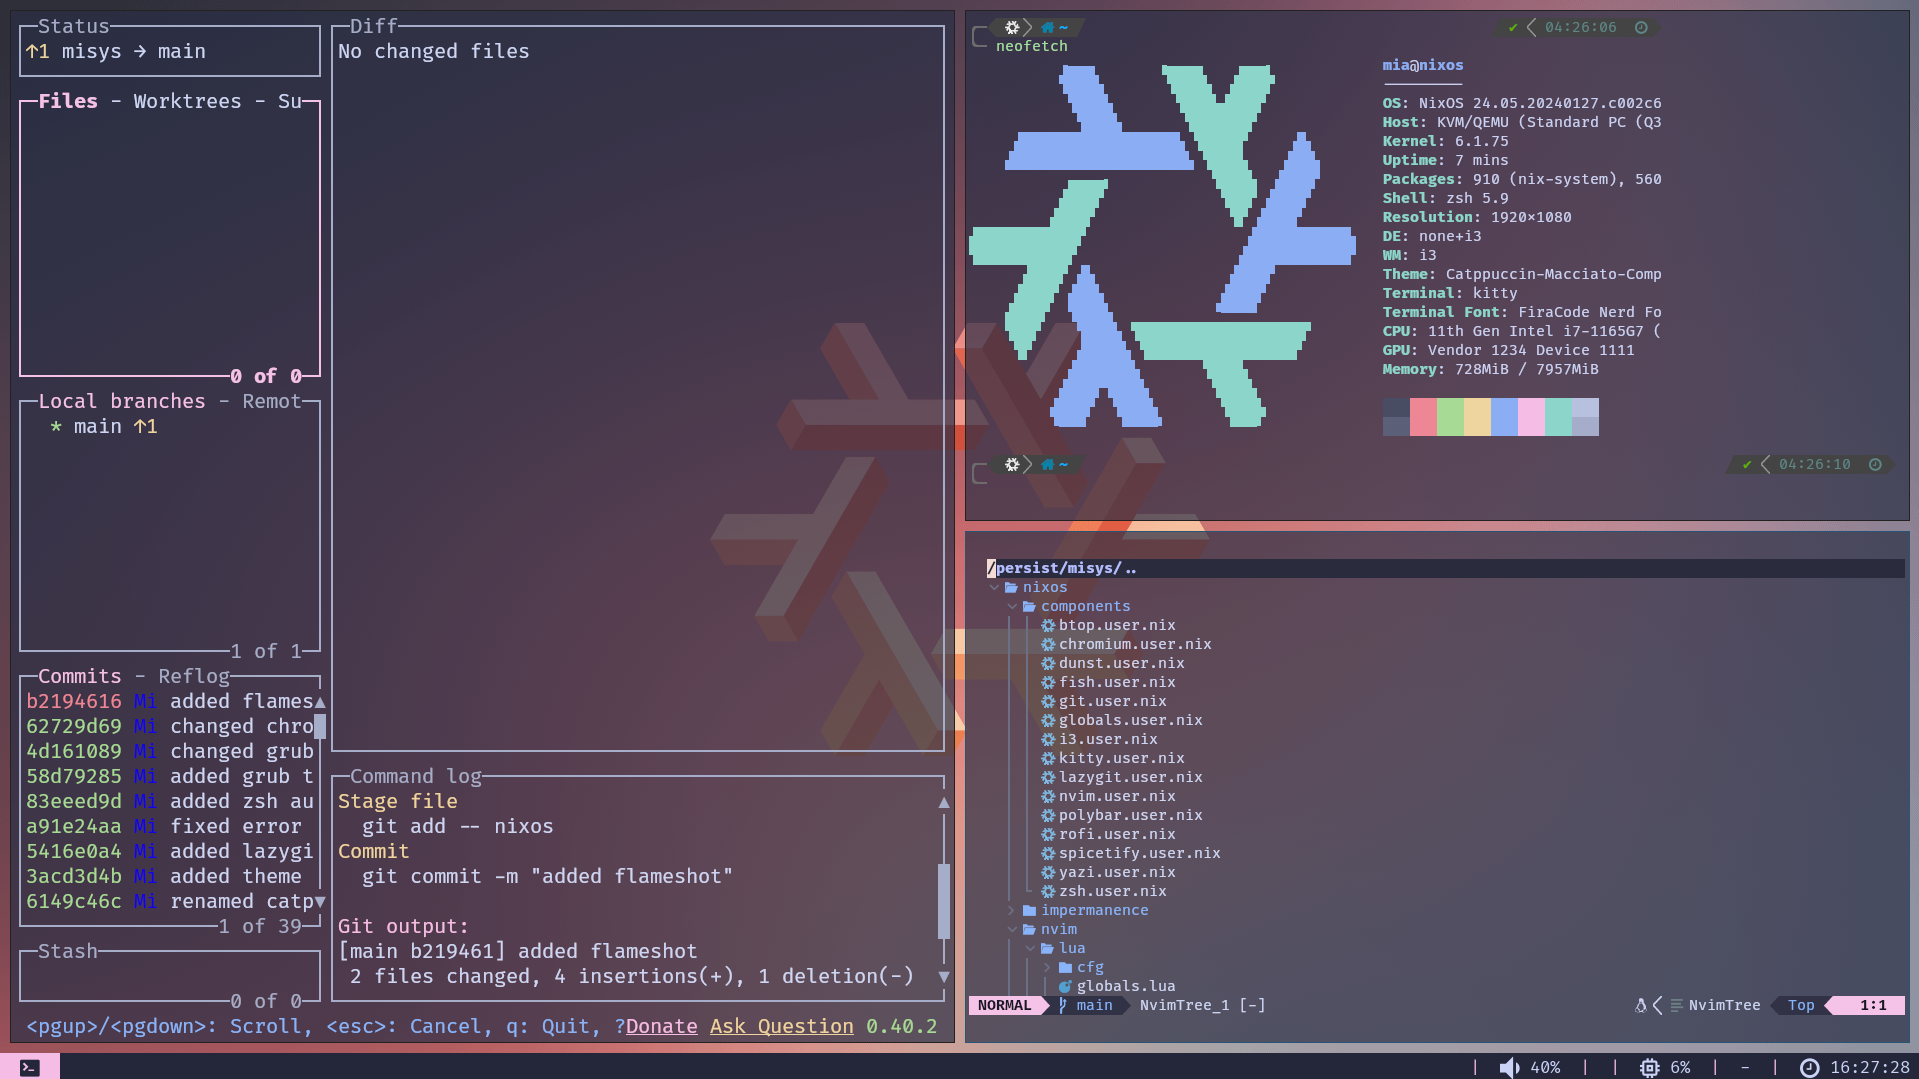 Status
↑1 misys → main
Files - Worktrees - Su
0 of 0
Local branches - Remot
* main ↑1
1 of 1
Commits - Reflog
b2194616 Mi added flames
62729d69 Mi changed chro
4d161089 Mi changed grub
58d79285 Mi added grub t
83eeed9d Mi added zsh au
a91e24aa Mi fixed error
5416e0a4 Mi added lazygi
3acd3d4b Mi added theme
6149c46c Mi renamed catp
1 of 39
Stash
0 of 0
Diff
No changed files
Command log
Stage file
git add -- nixos
Commit
git commit -m "added flameshot"
Git output:
[main b219461] added flameshot
2 files changed, 4 insertions(+), 1 deletion(-)
<pgup>/<pgdown>: Scroll, <esc>: Cancel, q: Quit, ?Donate Ask Question 0.40.2
~ ✔ 04:26:06
neofetch
mia@nixos
---------
OS: NixOS 24.05.20240127.c002c6
Host: KVM/QEMU (Standard PC (Q3
Kernel: 6.1.75
Uptime: 7 mins
Packages: 910 (nix-system), 560
Shell: zsh 5.9
Resolution: 1920×1080
DE: none+i3
WM: i3
Theme: Catppuccin-Macciato-Comp
Terminal: kitty
Terminal Font: FiraCode Nerd Fo
CPU: 11th Gen Intel i7-1165G7 (
GPU: Vendor 1234 Device 1111
Memory: 728MiB / 7957MiB
~ ✔ 04:26:10
/persist/misys/..
nixos
components
btop.user.nix
chromium.user.nix
dunst.user.nix
fish.user.nix
git.user.nix
globals.user.nix
i3.user.nix
kitty.user.nix
lazygit.user.nix
nvim.user.nix
polybar.user.nix
rofi.user.nix
spicetify.user.nix
yazi.user.nix
zsh.user.nix
impermanence
nvim
lua
cfg
globals.lua
NORMAL main NvimTree_1 [-] NvimTree Top 1:1
| 40% | | 6% | - | 16:27:28